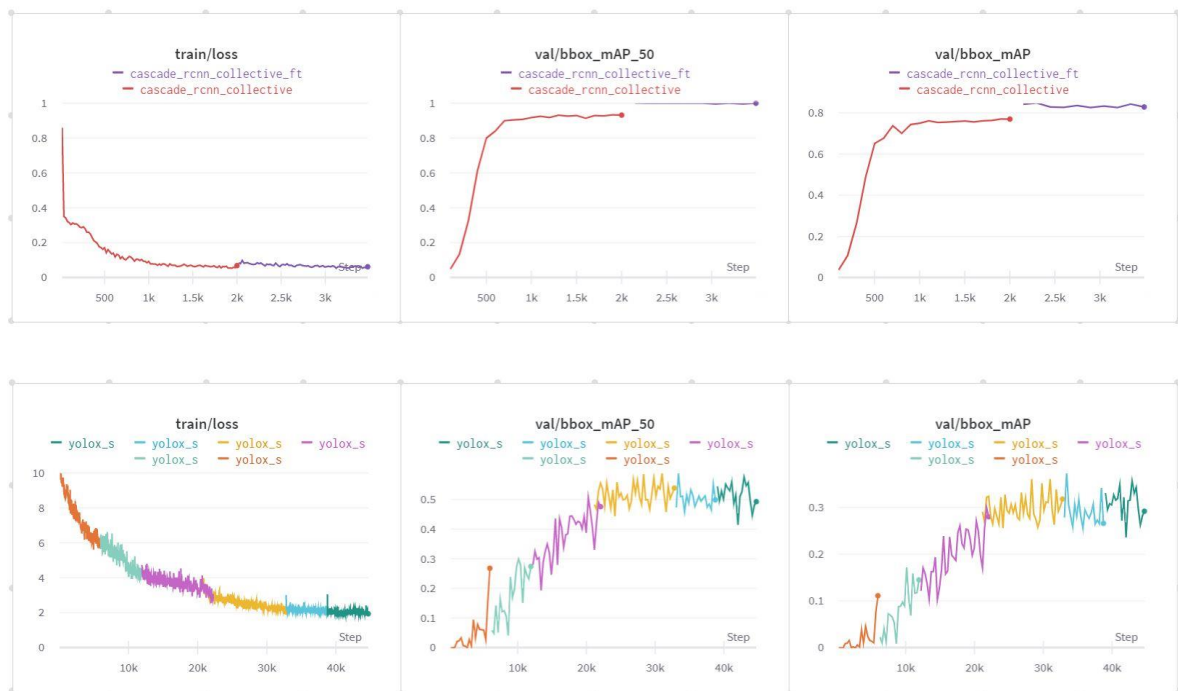 train/loss
cascade_rcnn_collective_ft
cascade_rcnn_collective
1
0.8
0.6
0.4
0.2
0
Step
500 1k 1.5k 2k 2.5k 3k
val/bbox_mAP_50
cascade_rcnn_collective_ft
cascade_rcnn_collective
1
0.8
0.6
0.4
0.2
0
Step
500 1k 1.5k 2k 3k
val/bbox_mAP
cascade_rcnn_collective_ft
cascade_rcnn_collective
0.8
0.6
0.4
0.2
0
Step
500 1k 1.5k 2k 3k
train/loss
yolox_s yolox_s yolox_s yolox_s
yolox_s yolox_s
10
8
6
4
2
0
Step
10k 20k 30k 40k
val/bbox_mAP_50
yolox_s yolox_s yolox_s yolox_s
yolox_s yolox_s
0.5
0.4
0.3
0.2
0.1
0
Step
10k 20k 30k 40k
val/bbox_mAP
yolox_s yolox_s yolox_s yolox_s
yolox_s yolox_s
0.3
0.2
0.1
0
Step
10k 20k 30k 40k